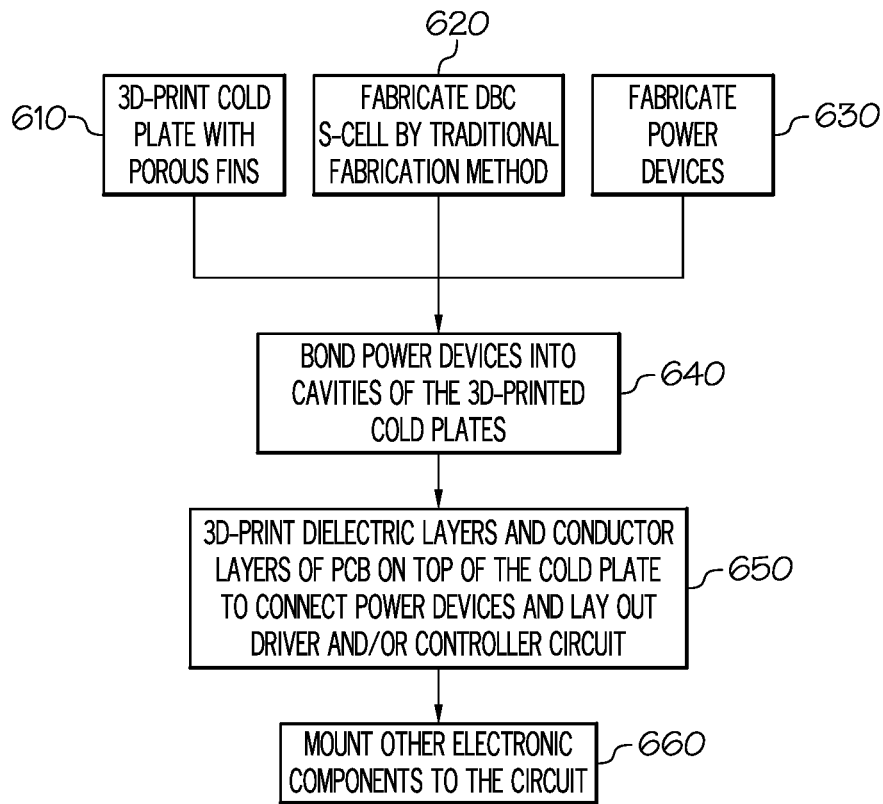 620
610
3D-PRINT COLD
PLATE WITH
POROUS FINS
FABRICATE DBC
S-CELL BY TRADITIONAL
FABRICATION METHOD
FABRICATE
POWER
DEVICES
630
BOND POWER DEVICES INTO
CAVITIES OF THE 3D-PRINTED
COLD PLATES
640
3D-PRINT DIELECTRIC LAYERS AND CONDUCTOR
LAYERS OF PCB ON TOP OF THE COLD PLATE
TO CONNECT POWER DEVICES AND LAY OUT
DRIVER AND/OR CONTROLLER CIRCUIT
650
MOUNT OTHER ELECTRONIC
COMPONENTS TO THE CIRCUIT
660